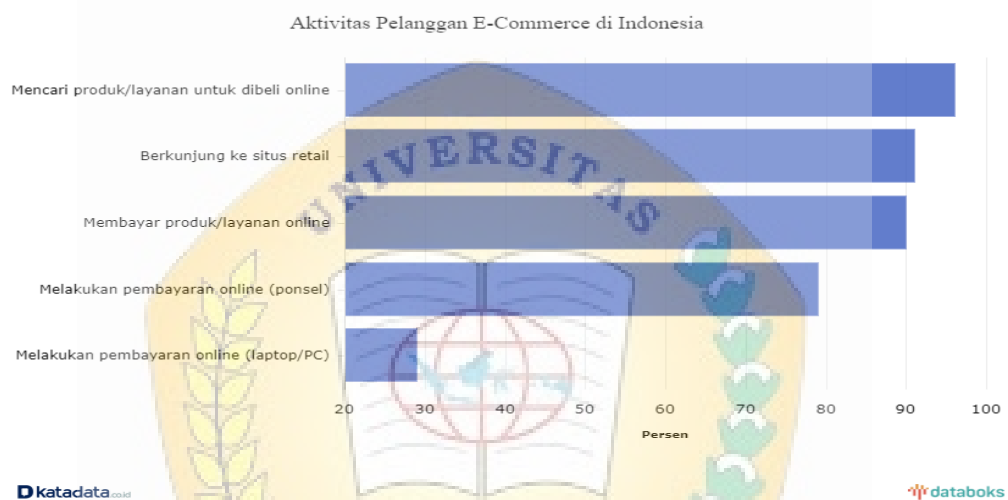 Aktivitas Pelanggan E-Commerce di Indonesia
Mencari produk/layanan untuk dibeli online
Berkunjung ke situs retail
UNIVERSITAS
Membayar produk/layanan online
Melakukan pembayaran online (ponsel)
Melakukan pembayaran online (laptop/PC)
20 30 40 50 60 70 80 90 100
Persen
katadata.co.id
databoks